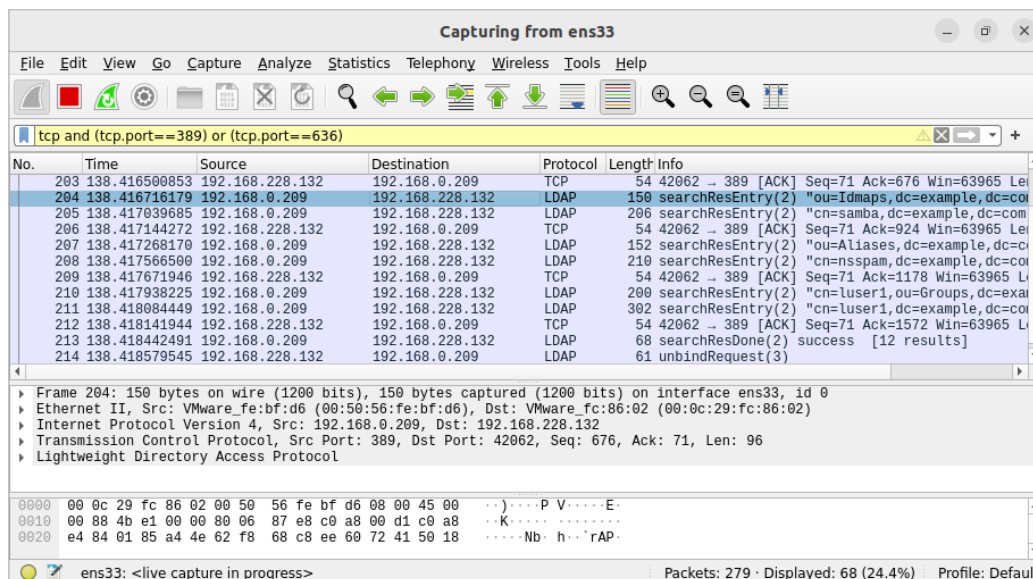 Capturing from ens33
File Edit View Go Capture Analyze Statistics Telephony Wireless Tools Help
tcp and (tcp.port==389) or (tcp.port==636)
No. Time Source Destination Protocol Length Info
203 138.416500853 192.168.228.132 192.168.0.209 TCP 54 42062 → 389 [ACK] Seq=71 Ack=676 Win=63965 Le
204 138.416716179 192.168.0.209 192.168.228.132 LDAP 150 searchResEntry(2) "ou=Idmaps,dc=example,dc=com
205 138.417039685 192.168.0.209 192.168.228.132 LDAP 206 searchResEntry(2) "cn=samba,dc=example,dc=com
206 138.417144272 192.168.228.132 192.168.0.209 TCP 54 42062 → 389 [ACK] Seq=71 Ack=924 Win=63965 Le
207 138.417268170 192.168.0.209 192.168.228.132 LDAP 152 searchResEntry(2) "ou=Aliases,dc=example,dc=c
208 138.417566500 192.168.0.209 192.168.228.132 LDAP 210 searchResEntry(2) "cn=nsspam,dc=example,dc=co
209 138.417671946 192.168.228.132 192.168.0.209 TCP 54 42062 → 389 [ACK] Seq=71 Ack=1178 Win=63965 L
210 138.417938225 192.168.0.209 192.168.228.132 LDAP 200 searchResEntry(2) "cn=luser1,ou=Groups,dc=exa
211 138.418084449 192.168.0.209 192.168.228.132 LDAP 302 searchResEntry(2) "cn=luser1,dc=example,dc=co
212 138.418141944 192.168.228.132 192.168.0.209 TCP 54 42062 → 389 [ACK] Seq=71 Ack=1572 Win=63965 L
213 138.418442491 192.168.0.209 192.168.228.132 LDAP 68 searchResDone(2) success [12 results]
214 138.418579545 192.168.228.132 192.168.0.209 LDAP 61 unbindRequest(3)
Frame 204: 150 bytes on wire (1200 bits), 150 bytes captured (1200 bits) on interface ens33, id 0
Ethernet II, Src: VMware_fe:bf:d6 (00:50:56:fe:bf:d6), Dst: VMware_fc:86:02 (00:0c:29:fc:86:02)
Internet Protocol Version 4, Src: 192.168.0.209, Dst: 192.168.228.132
Transmission Control Protocol, Src Port: 389, Dst Port: 42062, Seq: 676, Ack: 71, Len: 96
Lightweight Directory Access Protocol
0000 00 0c 29 fc 86 02 00 50 56 fe bf d6 08 00 45 00 ··)····P V·····E·
0010 00 88 4b e1 00 00 80 06 87 e8 c0 a8 00 d1 c0 a8 ··K····· ········
0020 e4 84 01 85 a4 4e 62 f8 68 c8 ee 60 72 41 50 18 ·····Nb· h··`rAP·
ens33: <live capture in progress> Packets: 279 · Displayed: 68 (24.4%) Profile: Defaul